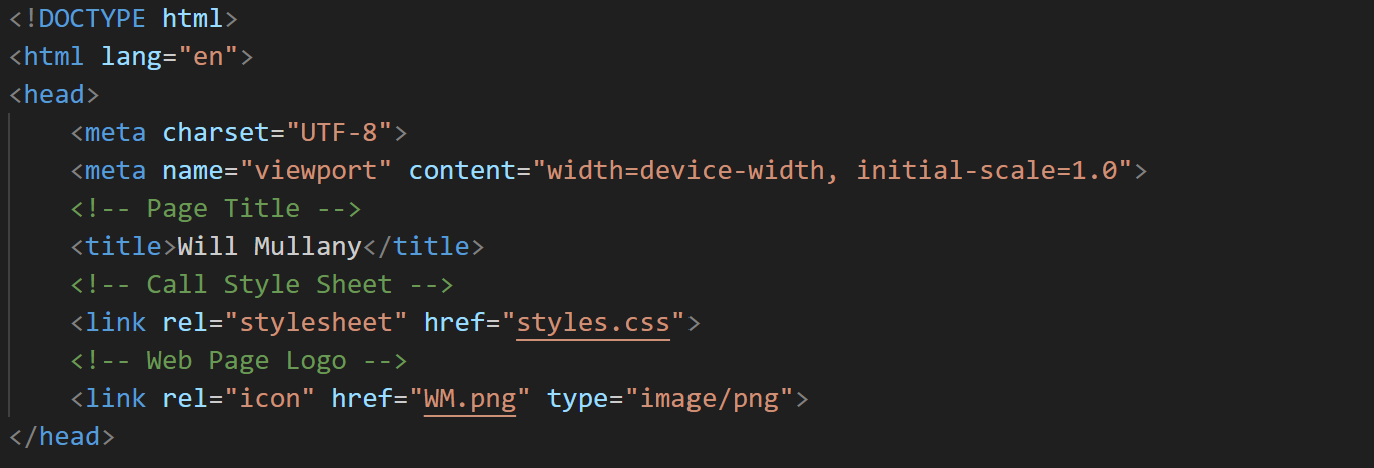 <!DOCTYPE html>
<html lang="en">
<head>
    <meta charset="UTF-8">
    <meta name="viewport" content="width=device-width, initial-scale=1.0">
    <!-- Page Title -->
    <title>Will Mullany</title>
    <!-- Call Style Sheet -->
    <link rel="stylesheet" href="styles.css">
    <!-- Web Page Logo -->
    <link rel="icon" href="WM.png" type="image/png">
</head>